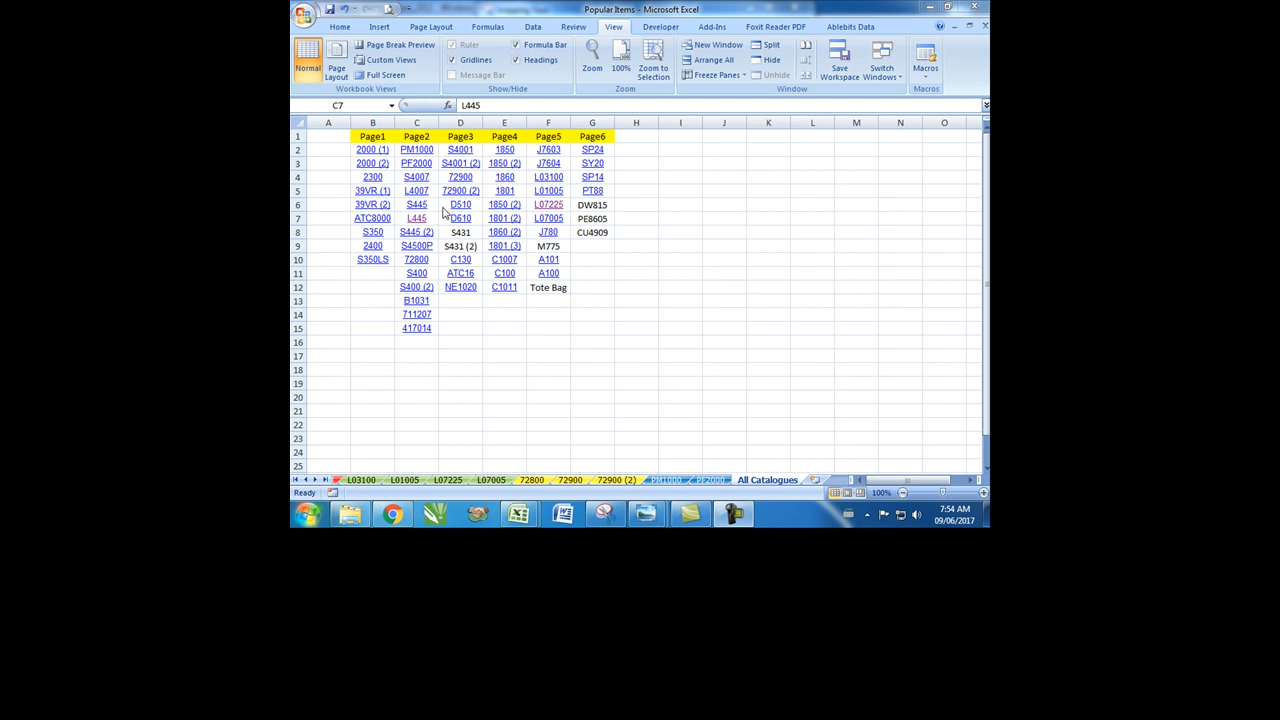 Popular Items - Microsoft Excel
Home Insert Page Layout Formulas Data Review View Developer Add-Ins Foxit Reader PDF Ablebits Data
Normal
Page Layout
Page Break Preview
Custom Views
Full Screen
Workbook Views
Ruler
Gridlines
Message Bar
Formula Bar
Headings
Show/Hide
Zoom
100%
Zoom to Selection
Zoom
New Window
Arrange All
Freeze Panes
Split
Hide
Unhide
Window
Save Workspace
Switch Windows
Macros
Macros
C7 fx L445
A B C D E F G H I J K L M N O
1 Page1 Page2 Page3 Page4 Page5 Page6
2 2000 (1) PM1000 S4001 1850 J7603 SP24
3 2000 (2) PF2000 S4001 (2) 1850 (2) J7604 SY20
4 2300 S4007 72900 1860 L03100 SP14
5 39VR (1) L4007 72900 (2) 1801 L01005 PT88
6 39VR (2) S445 D510 1850 (2) L07225 DW815
7 ATC8000 L445 D610 1801 (2) L07005 PE8605
8 S350 S445 (2) S431 1860 (2) J780 CU4909
9 2400 S4500P S431 (2) 1801 (3) M775
10 S350LS 72800 C130 C1007 A101
11 S400 ATC16 C100 A100
12 S400 (2) NE1020 C1011 Tote Bag
13 B1031
14 711207
15 417014
16
17
18
19
20
21
22
23
24
25
L03100 L01005 L07225 L07005 72800 72900 72900 (2) PM1000 PF2000 All Catalogues
Ready 100%
7:54 AM
09/06/2017